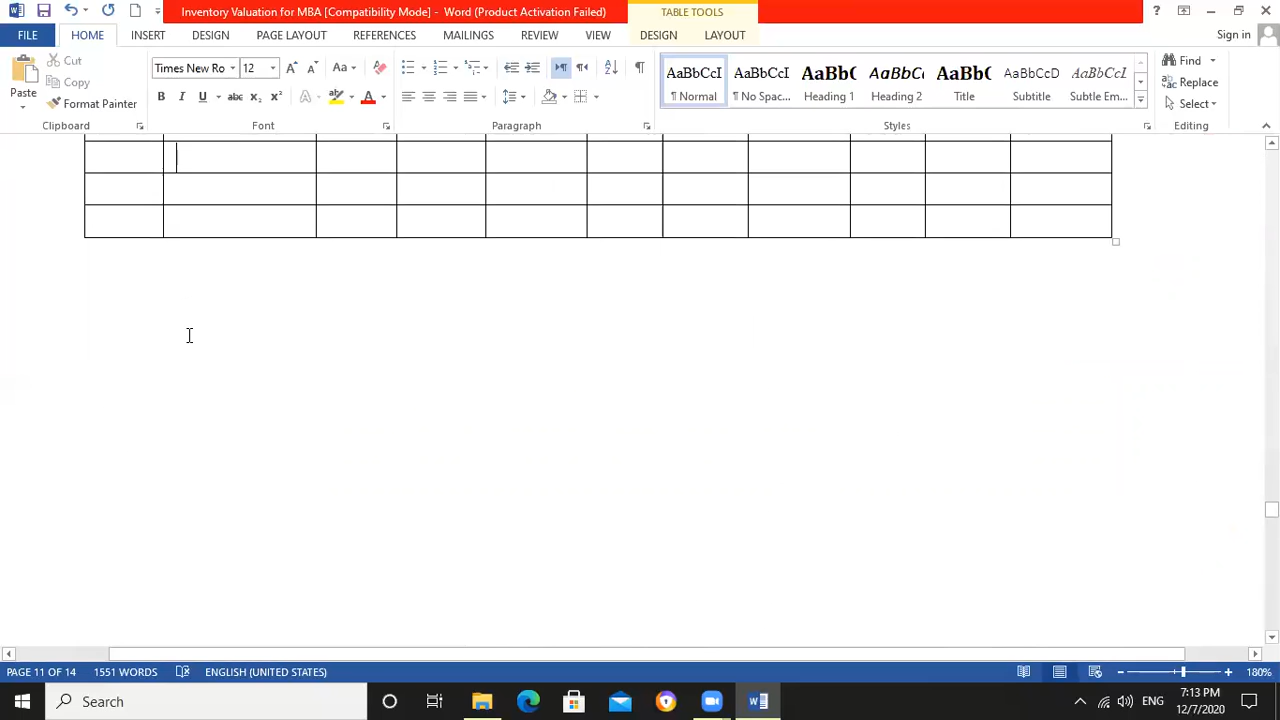 Inventory Valuation for MBA [Compatibility Mode] - Word (Product Activation Failed)
TABLE TOOLS
?
FILE
HOME
INSERT
DESIGN
PAGE LAYOUT
REFERENCES
MAILINGS
REVIEW
VIEW
DESIGN
LAYOUT
Sign in
Paste
Cut
Copy
Format Painter
Times New Ro
12
AaBbCcI
¶ Normal
AaBbCcI
¶ No Spac...
AaBb(
Heading 1
AaBbC(
Heading 2
AaBb(
Title
AaBbCcD
Subtitle
AaBbCcI
Subtle Em...
Find
Replace
Select
Clipboard
Font
Paragraph
Styles
Editing
PAGE 11 OF 14
1551 WORDS
ENGLISH (UNITED STATES)
180%
Search
ENG
7:13 PM
12/7/2020